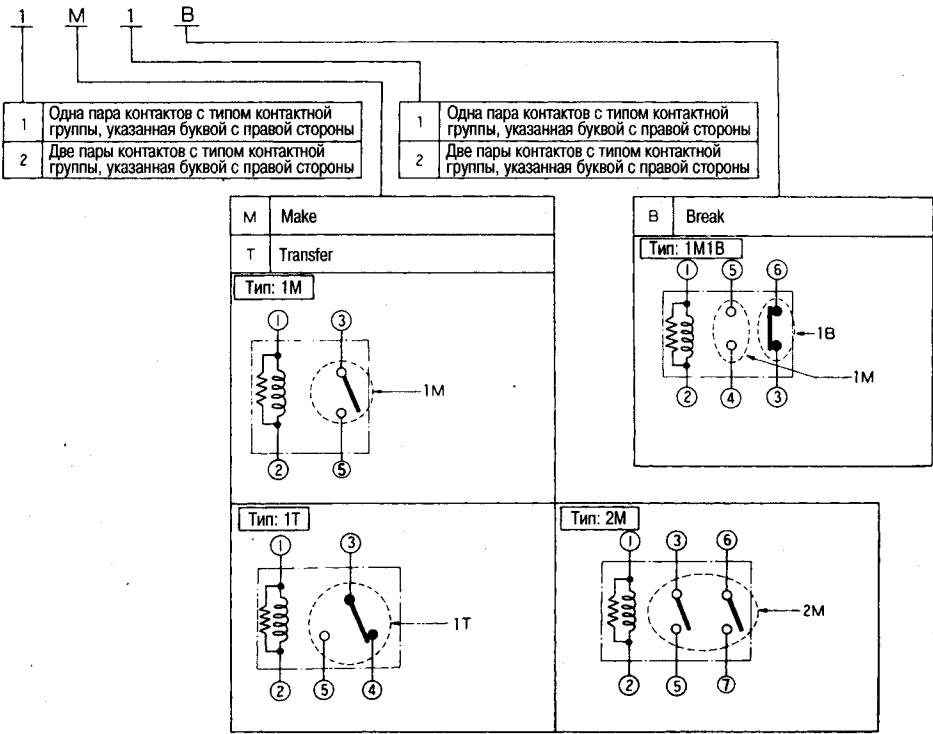 1 M 1 B
1 Одна пара контактов с типом контактной
группы, указанная буквой с правой стороны
2 Две пары контактов с типом контактной
группы, указанная буквой с правой стороны
1 Одна пара контактов с типом контактной
группы, указанная буквой с правой стороны
2 Две пары контактов с типом контактной
группы, указанная буквой с правой стороны
M Make
T Transfer
Тип: 1M
1 3
1M
2 5
B Break
Тип: 1M1B
1 5 6
1B
1M
2 4 3
Тип: 1T
1 3
1T
2 5 4
Тип: 2M
1 3 6
2M
2 5 7